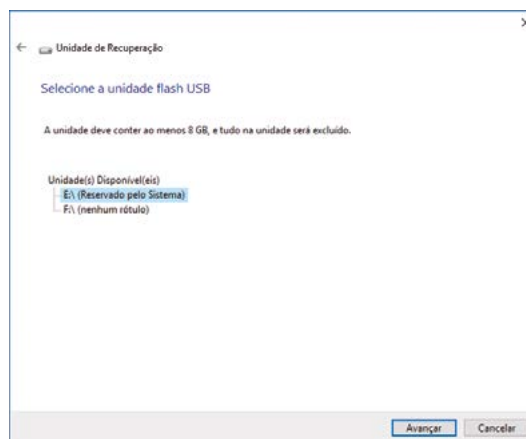 Unidade de Recuperação
Selecione a unidade flash USB
A unidade deve conter ao menos 8 GB, e tudo na unidade será excluído.
Unidade(s) Disponível(eis)
E:\ (Reservado pelo Sistema)
F:\ (nenhum rótulo)
Avançar Cancelar